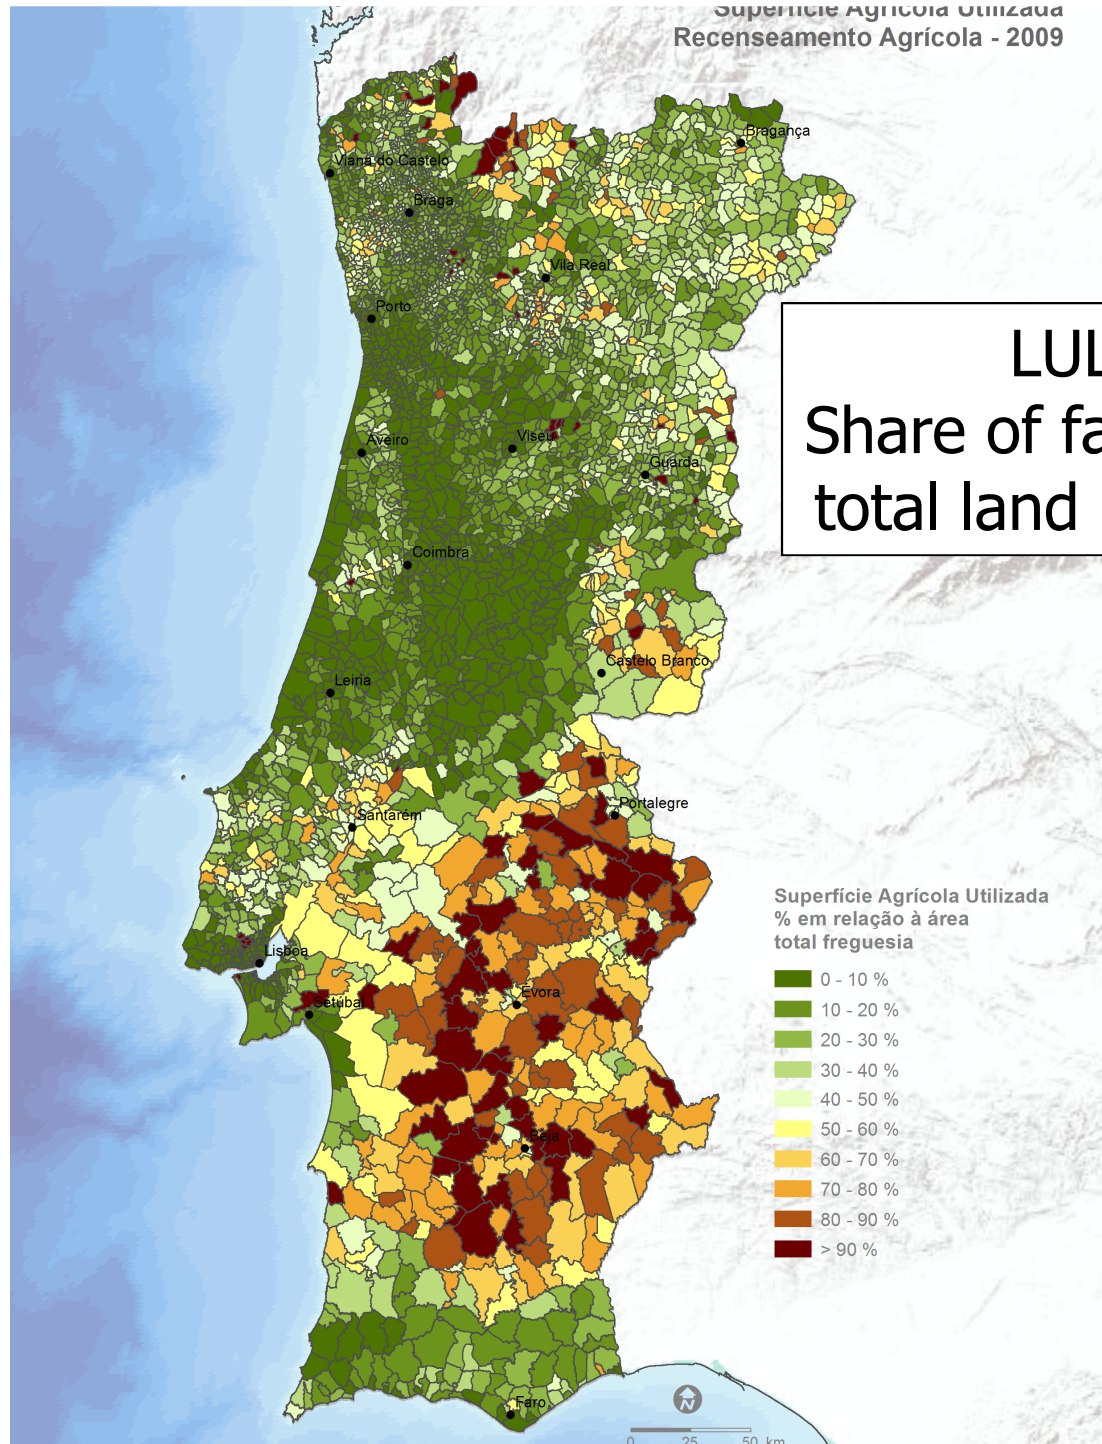 Superfície Agrícola Utilizada
Recenseamento Agrícola - 2009
Bragança
Viana do Castelo
Braga
Vila Real
Porto
LUL
Share of fa
total land
Aveiro
Viseu
Guarda
Coimbra
Castelo Branco
Leiria
Portalegre
Santarém
Superfície Agrícola Utilizada
% em relação à área
total freguesia
Lisboa
0 - 10 %
Évora
Setúbal
10 - 20 %
20 - 30 %
30 - 40 %
40 - 50 %
50 - 60 %
Beja
60 - 70 %
70 - 80 %
80 - 90 %
> 90 %
Faro
N
0 25 50 km